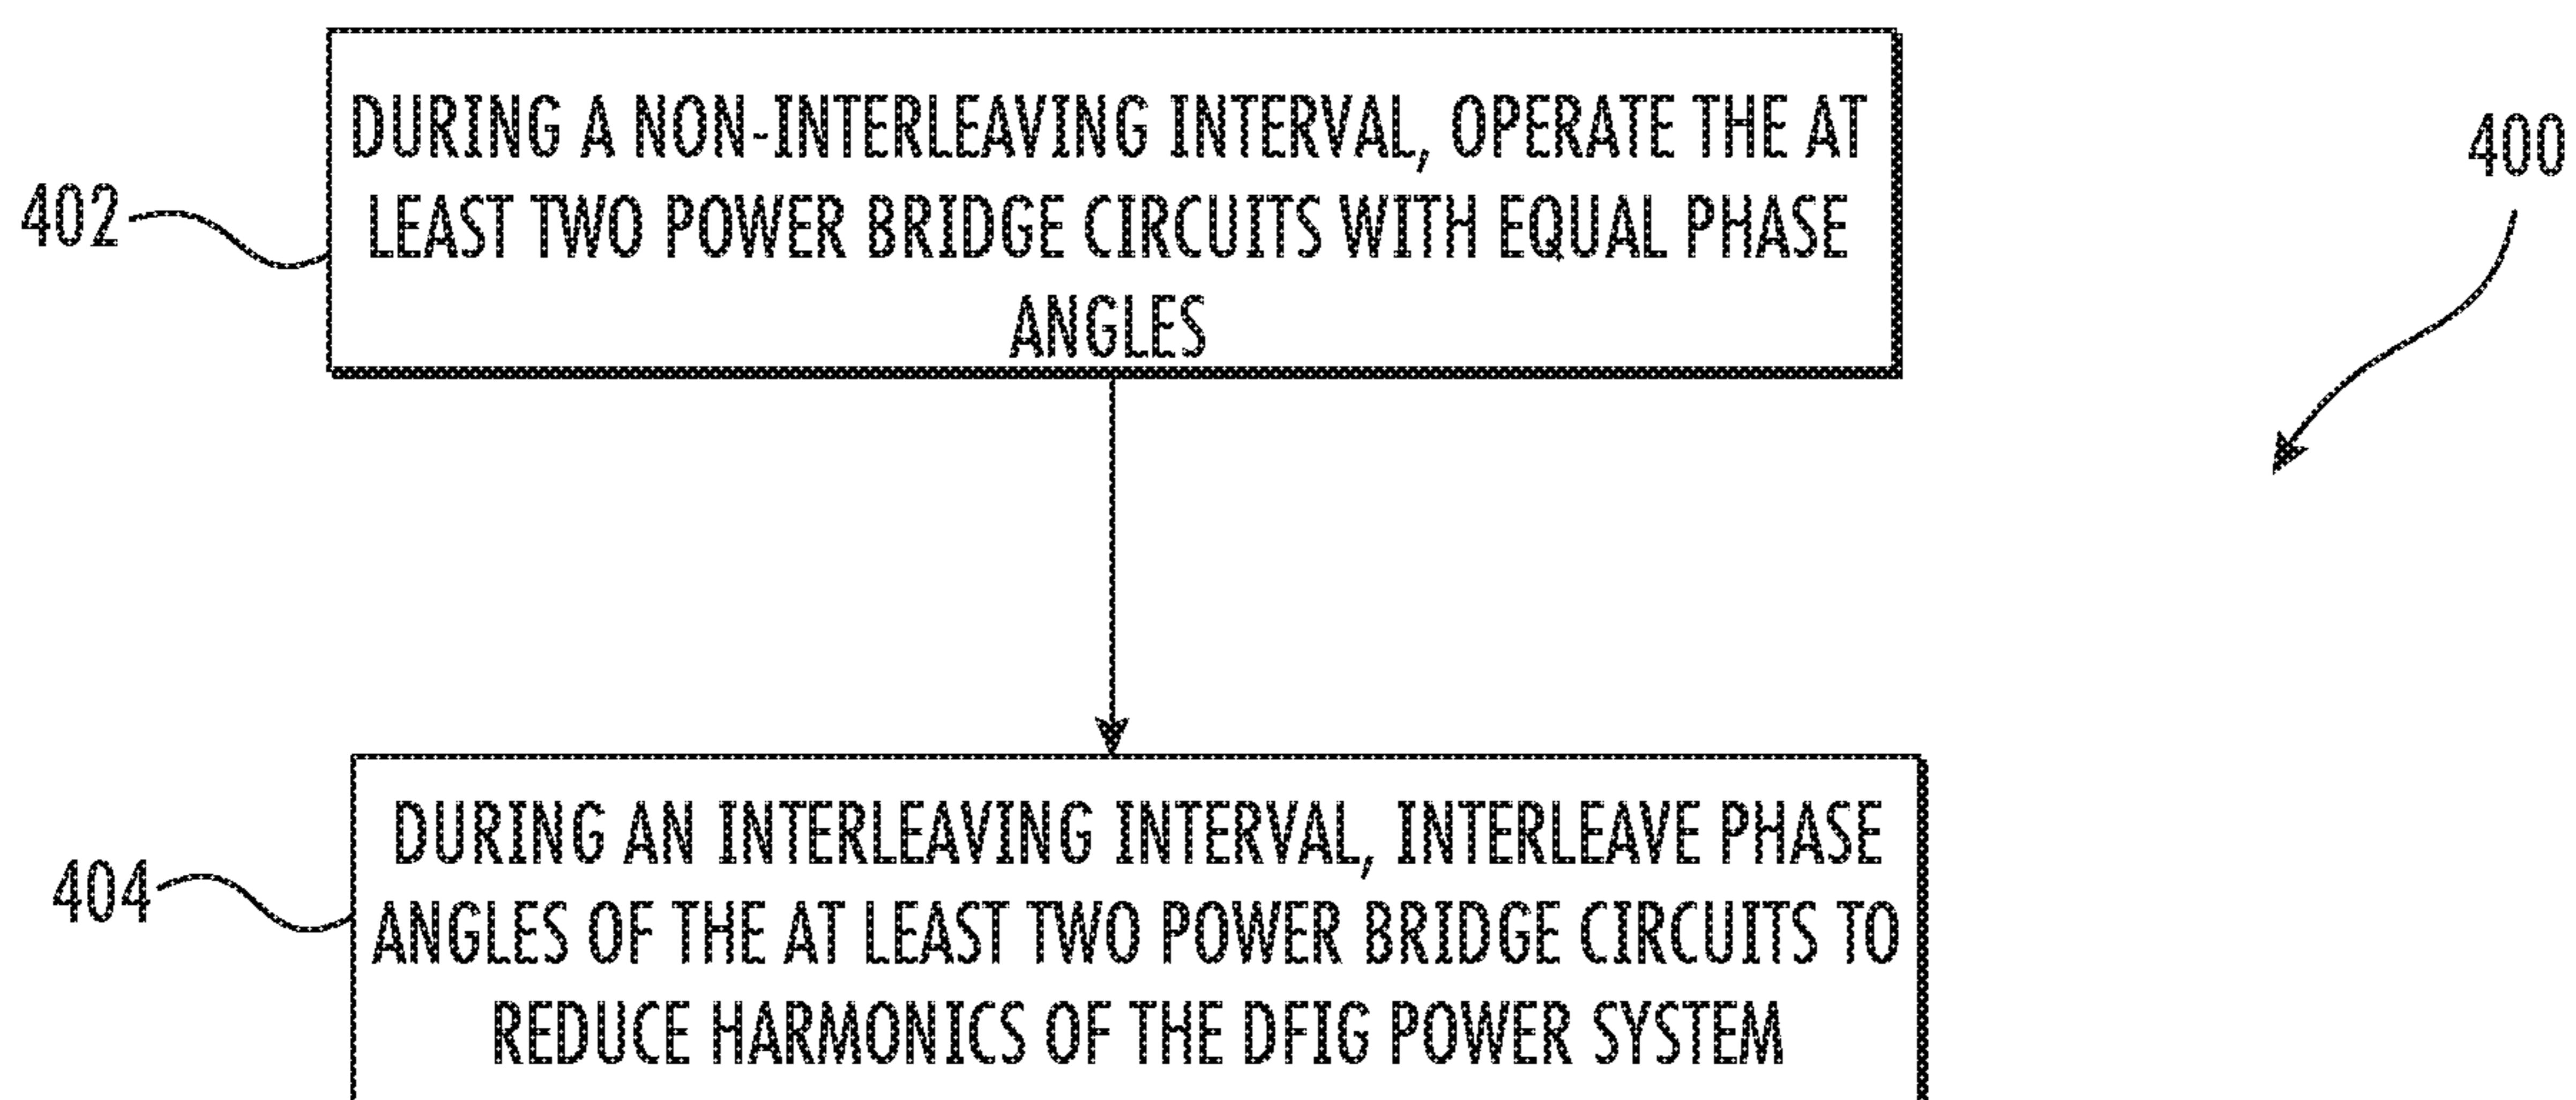 DURING A NON-INTERLEAVING INTERVAL, OPERATE THE AT
LEAST TWO POWER BRIDGE CIRCUITS WITH EQUAL PHASE
ANGLES
402
400
DURING AN INTERLEAVING INTERVAL, INTERLEAVE PHASE
ANGLES OF THE AT LEAST TWO POWER BRIDGE CIRCUITS TO
REDUCE HARMONICS OF THE DFIG POWER SYSTEM
404